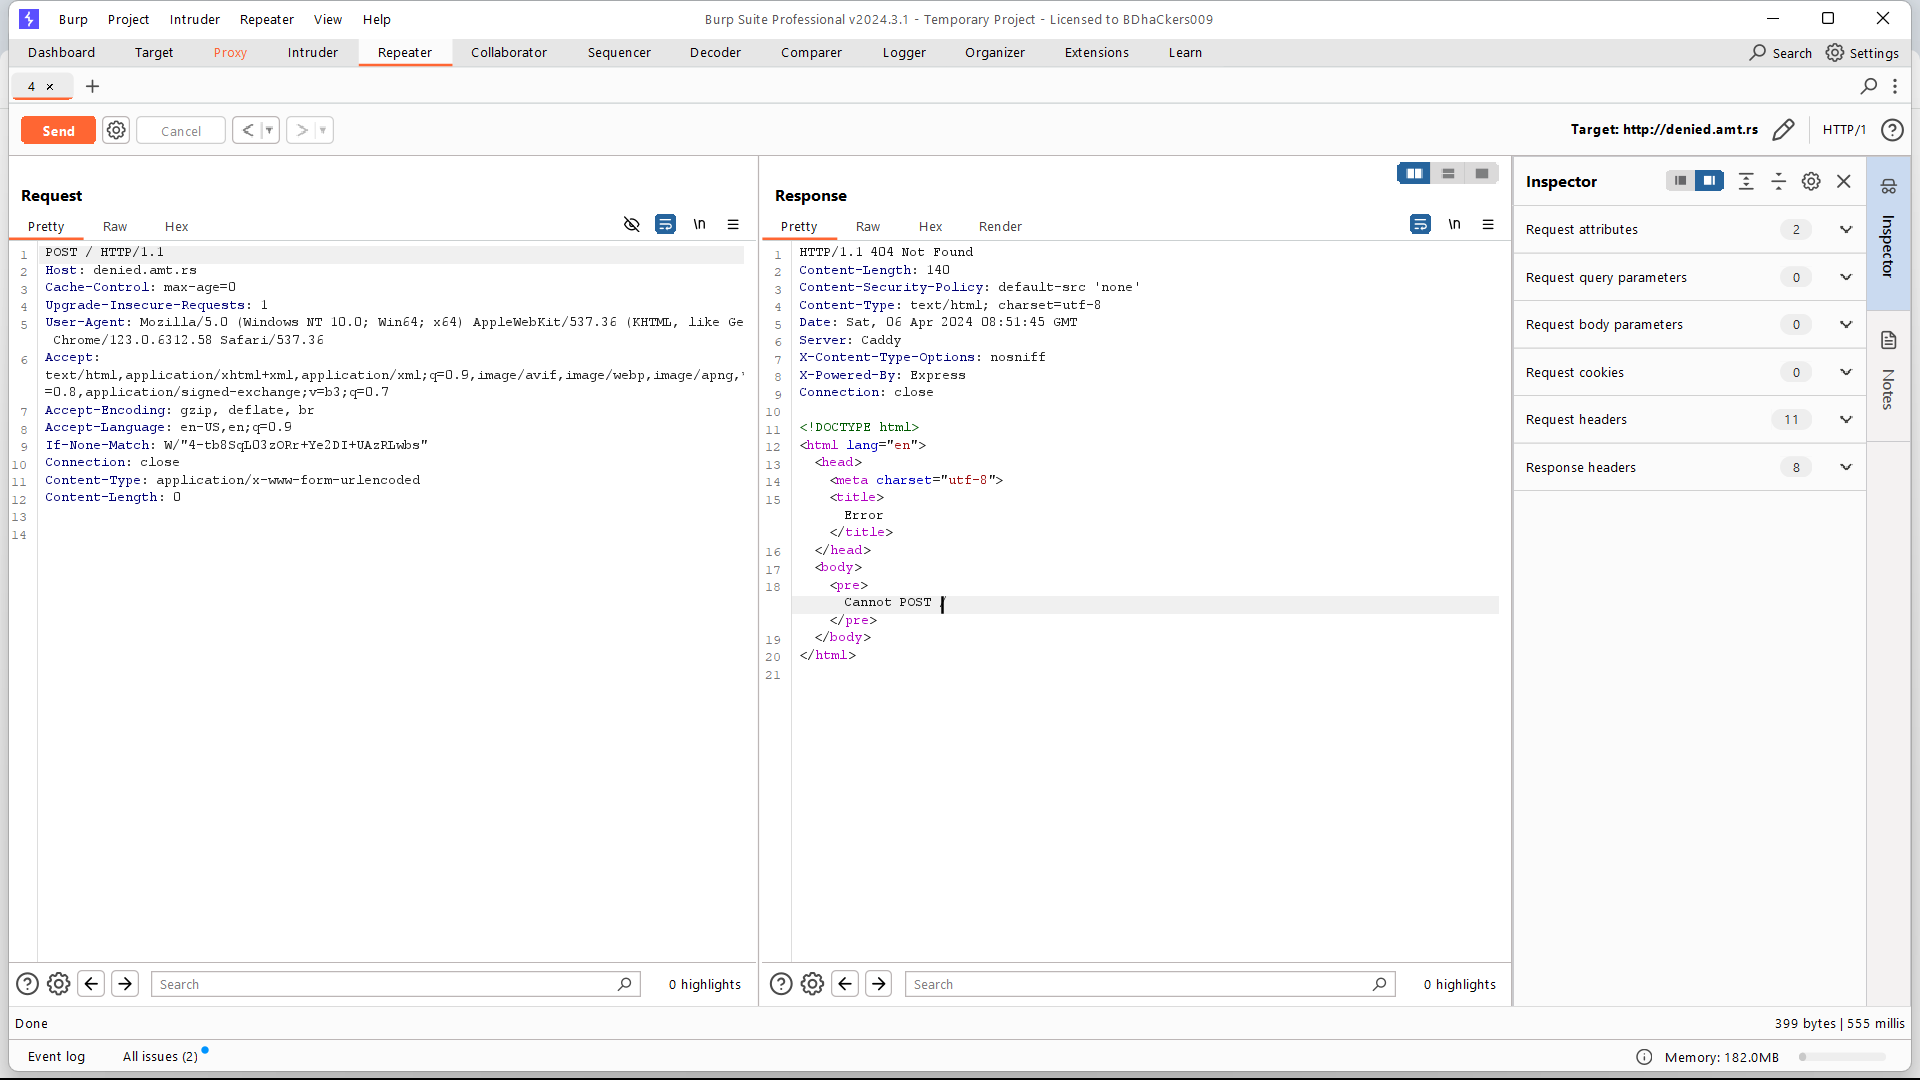 Burp Project Intruder Repeater View Help
Burp Suite Professional v2024.3.1 - Temporary Project - Licensed to BDhaCkers009
Dashboard Target Proxy Intruder Repeater Collaborator Sequencer Decoder Comparer Logger Organizer Extensions Learn
Search Settings
4 × +
Send Cancel < >
Target: http://denied.amt.rs HTTP/1 ?
Request
Pretty Raw Hex \n
1 POST / HTTP/1.1
2 Host: denied.amt.rs
3 Cache-Control: max-age=0
4 Upgrade-Insecure-Requests: 1
5 User-Agent: Mozilla/5.0 (Windows NT 10.0; Win64; x64) AppleWebKit/537.36 (KHTML, like Ge
Chrome/123.0.6312.58 Safari/537.36
6 Accept:
text/html,application/xhtml+xml,application/xml;q=0.9,image/avif,image/webp,image/apng,
=0.8,application/signed-exchange;v=b3;q=0.7
7 Accept-Encoding: gzip, deflate, br
8 Accept-Language: en-US,en;q=0.9
9 If-None-Match: W/"4-tb8SqLO3zORr+Ye2DI+UAzRLwbs"
10 Connection: close
11 Content-Type: application/x-www-form-urlencoded
12 Content-Length: 0
13
14
? Search 0 highlights
Response
Pretty Raw Hex Render \n
1 HTTP/1.1 404 Not Found
2 Content-Length: 140
3 Content-Security-Policy: default-src 'none'
4 Content-Type: text/html; charset=utf-8
5 Date: Sat, 06 Apr 2024 08:51:45 GMT
6 Server: Caddy
7 X-Content-Type-Options: nosniff
8 X-Powered-By: Express
9 Connection: close
10
11 <!DOCTYPE html>
12 <html lang="en">
13 <head>
14 <meta charset="utf-8">
15 <title>
Error
</title>
16 </head>
17 <body>
18 <pre>
Cannot POST /
</pre>
19 </body>
20 </html>
21
? Search 0 highlights
Inspector
Request attributes 2
Request query parameters 0
Request body parameters 0
Request cookies 0
Request headers 11
Response headers 8
Inspector
Notes
Done
399 bytes | 555 millis
Event log All issues (2)
Memory: 182.0MB